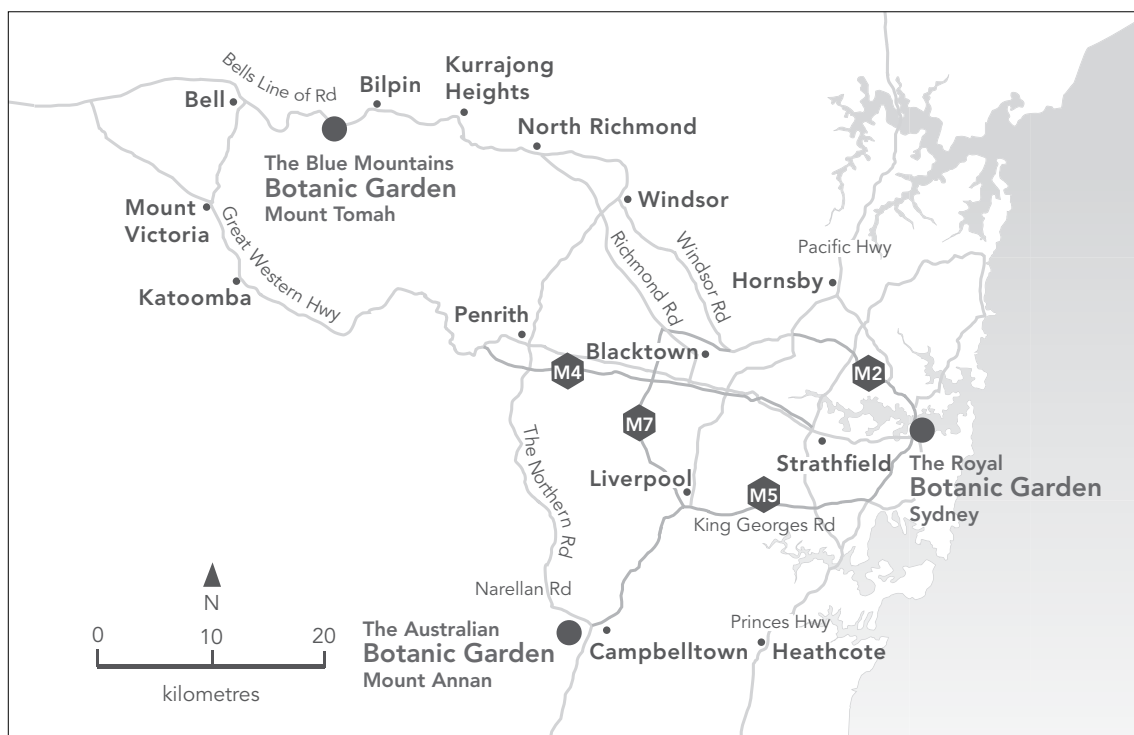 Bells Line of Rd
Bilpin
Kurrajong
Heights
Bell
North Richmond
The Blue Mountains
Botanic Garden
Mount Tomah
Windsor
Mount
Victoria
Great Western Hwy
Richmond Rd
Windsor Rd
Pacific Hwy
Hornsby
Katoomba
Penrith
Blacktown
M4
M2
M7
The Northern Rd
Strathfield
The Royal
Botanic Garden
Sydney
Liverpool
M5
King Georges Rd
Narellan Rd
N
0 10 20
kilometres
The Australian
Botanic Garden
Mount Annan
Campbelltown
Princes Hwy
Heathcote